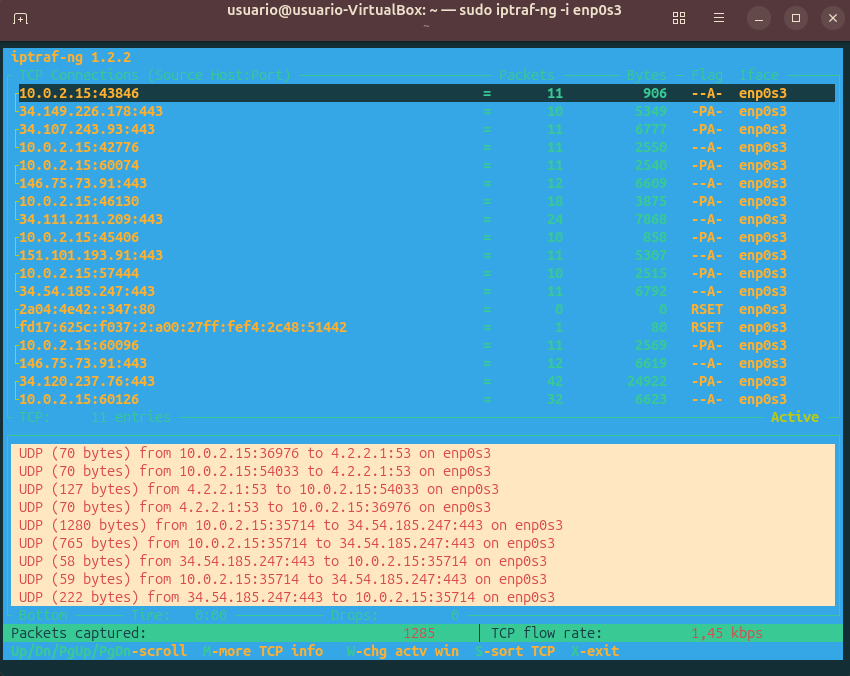 usuario@usuario-VirtualBox: ~ — sudo iptraf-ng -i enp0s3
~
iptraf-ng 1.2.2
TCP Connections (Source Host:Port) Packets Bytes Flag Iface
10.0.2.15:43846 = 11 906 --A- enp0s3
34.149.226.178:443 = 10 5349 -PA- enp0s3
34.107.243.93:443 = 11 6777 -PA- enp0s3
10.0.2.15:42776 = 11 2550 --A- enp0s3
10.0.2.15:60074 = 11 2540 --A- enp0s3
146.75.73.91:443 = 12 6609 --A- enp0s3
10.0.2.15:46130 = 18 3875 -PA- enp0s3
34.111.211.209:443 = 24 7068 --A- enp0s3
10.0.2.15:45406 = 10 858 -PA- enp0s3
151.101.193.91:443 = 11 5307 --A- enp0s3
10.0.2.15:57444 = 10 2515 -PA- enp0s3
34.54.185.247:443 = 11 6792 --A- enp0s3
2a04:4e42::347:80 = 0 0 RSET enp0s3
fd17:625c:f037:2:a00:27ff:fef4:2c48:51442 = 1 80 RSET enp0s3
10.0.2.15:60096 = 11 2569 -PA- enp0s3
146.75.73.91:443 = 12 6619 --A- enp0s3
34.120.237.76:443 = 42 24922 -PA- enp0s3
10.0.2.15:60126 = 32 6623 --A- enp0s3
TCP: 11 entries Active
UDP (70 bytes) from 10.0.2.15:36976 to 4.2.2.1:53 on enp0s3
UDP (70 bytes) from 10.0.2.15:54033 to 4.2.2.1:53 on enp0s3
UDP (127 bytes) from 4.2.2.1:53 to 10.0.2.15:54033 on enp0s3
UDP (70 bytes) from 4.2.2.1:53 to 10.0.2.15:36976 on enp0s3
UDP (1280 bytes) from 10.0.2.15:35714 to 34.54.185.247:443 on enp0s3
UDP (765 bytes) from 10.0.2.15:35714 to 34.54.185.247:443 on enp0s3
UDP (58 bytes) from 34.54.185.247:443 to 10.0.2.15:35714 on enp0s3
UDP (59 bytes) from 10.0.2.15:35714 to 34.54.185.247:443 on enp0s3
UDP (222 bytes) from 34.54.185.247:443 to 10.0.2.15:35714 on enp0s3
Bottom Time: 0:00 Drops: 0
Packets captured: 1285 TCP flow rate: 1,45 kbps
Up/Dn/PgUp/PgDn-scroll M-more TCP info W-chg actv win S-sort TCP X-exit